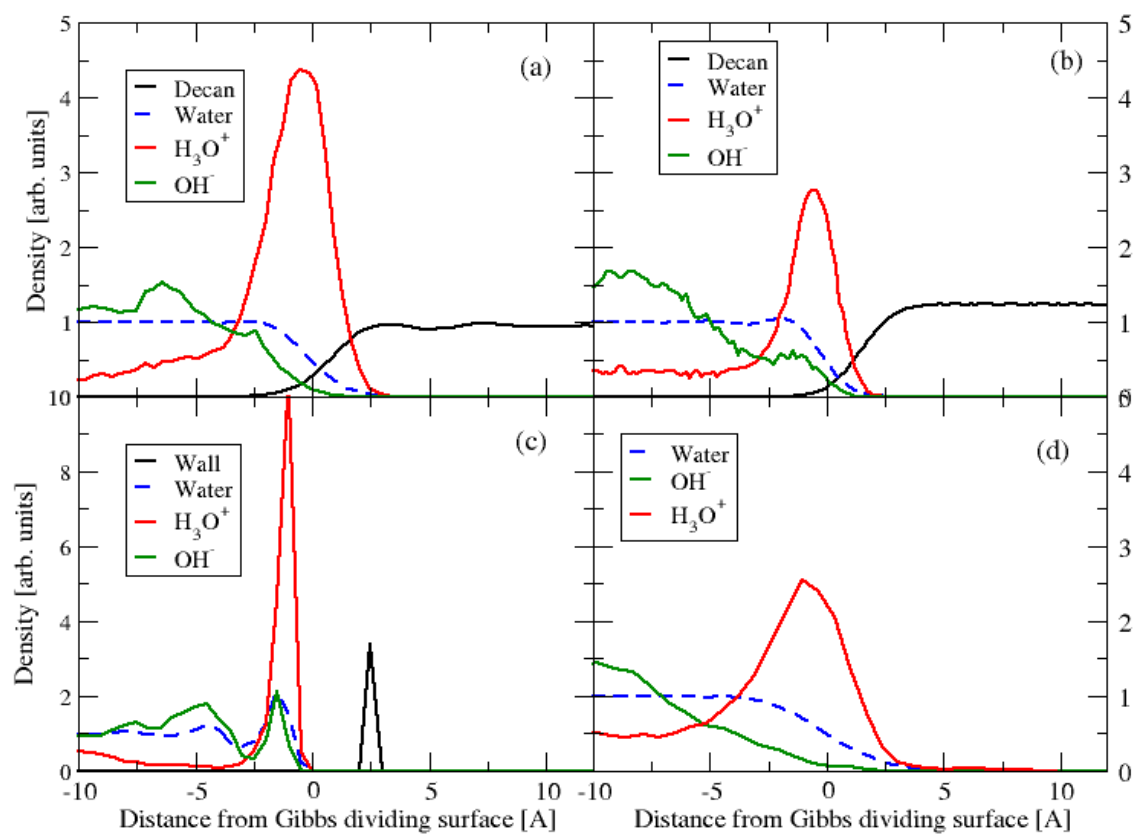 5
4
3
2
1
10
Density [arb. units]
(a)
Decan
Water
H₃O⁺
OH⁻
5
4
3
2
1
0
(b)
Decan
Water
H₃O⁺
OH⁻
8
6
4
2
0
-10
-5
0
5
10
Density [arb. units]
Distance from Gibbs dividing surface [A]
(c)
Wall
Water
H₃O⁺
OH⁻
4
3
2
1
0
-10
-5
0
5
10
Distance from Gibbs dividing surface [A]
(d)
Water
OH⁻
H₃O⁺